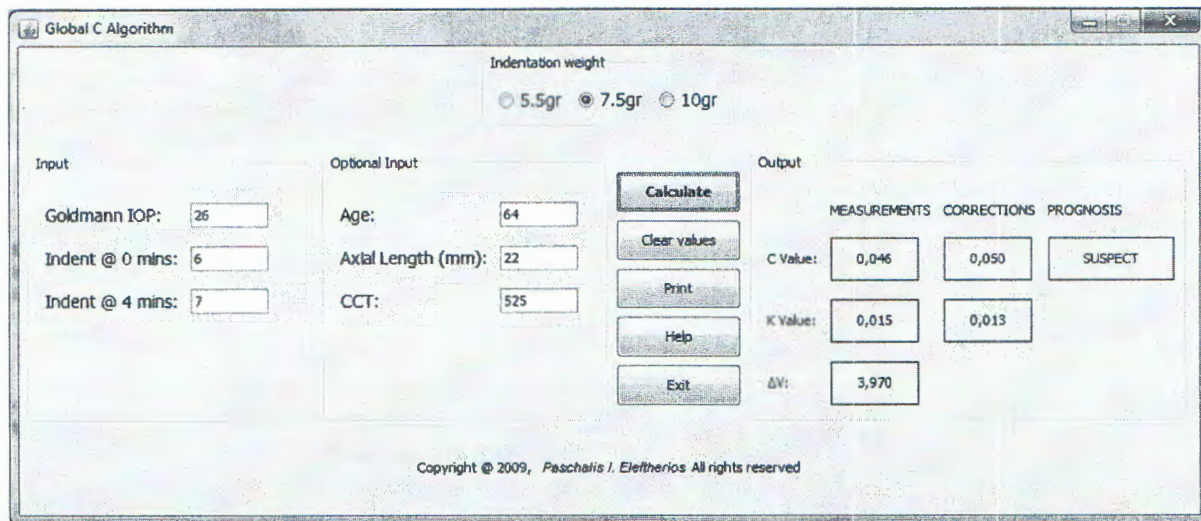 Global C Algorithm
Indentation weight
5.5gr 7.5gr 10gr
Input
Goldmann IOP: 26
Indent @ 0 mins: 6
Indent @ 4 mins: 7
Optional Input
Age: 64
Axial Length (mm): 22
CCT: 525
Calculate
Clear values
Print
Help
Exit
Output
MEASUREMENTS CORRECTIONS PROGNOSIS
C Value: 0,046 0,050 SUSPECT
K Value: 0,015 0,013
ΔV: 3,970
Copyright @ 2009, Paschalis I. Eleftherios All rights reserved